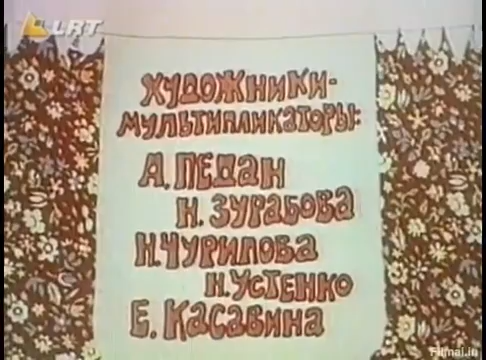 LRT
ХУДОЖНИКИ-
МУЛЬТИПЛИКАТОРЫ:
А. ПЕДАН
Н. ЗУРАБОВА
Н. ЧУРИЛОВА
Н. УСТЕНКО
Е. КАСАВИНА
Filmai.in